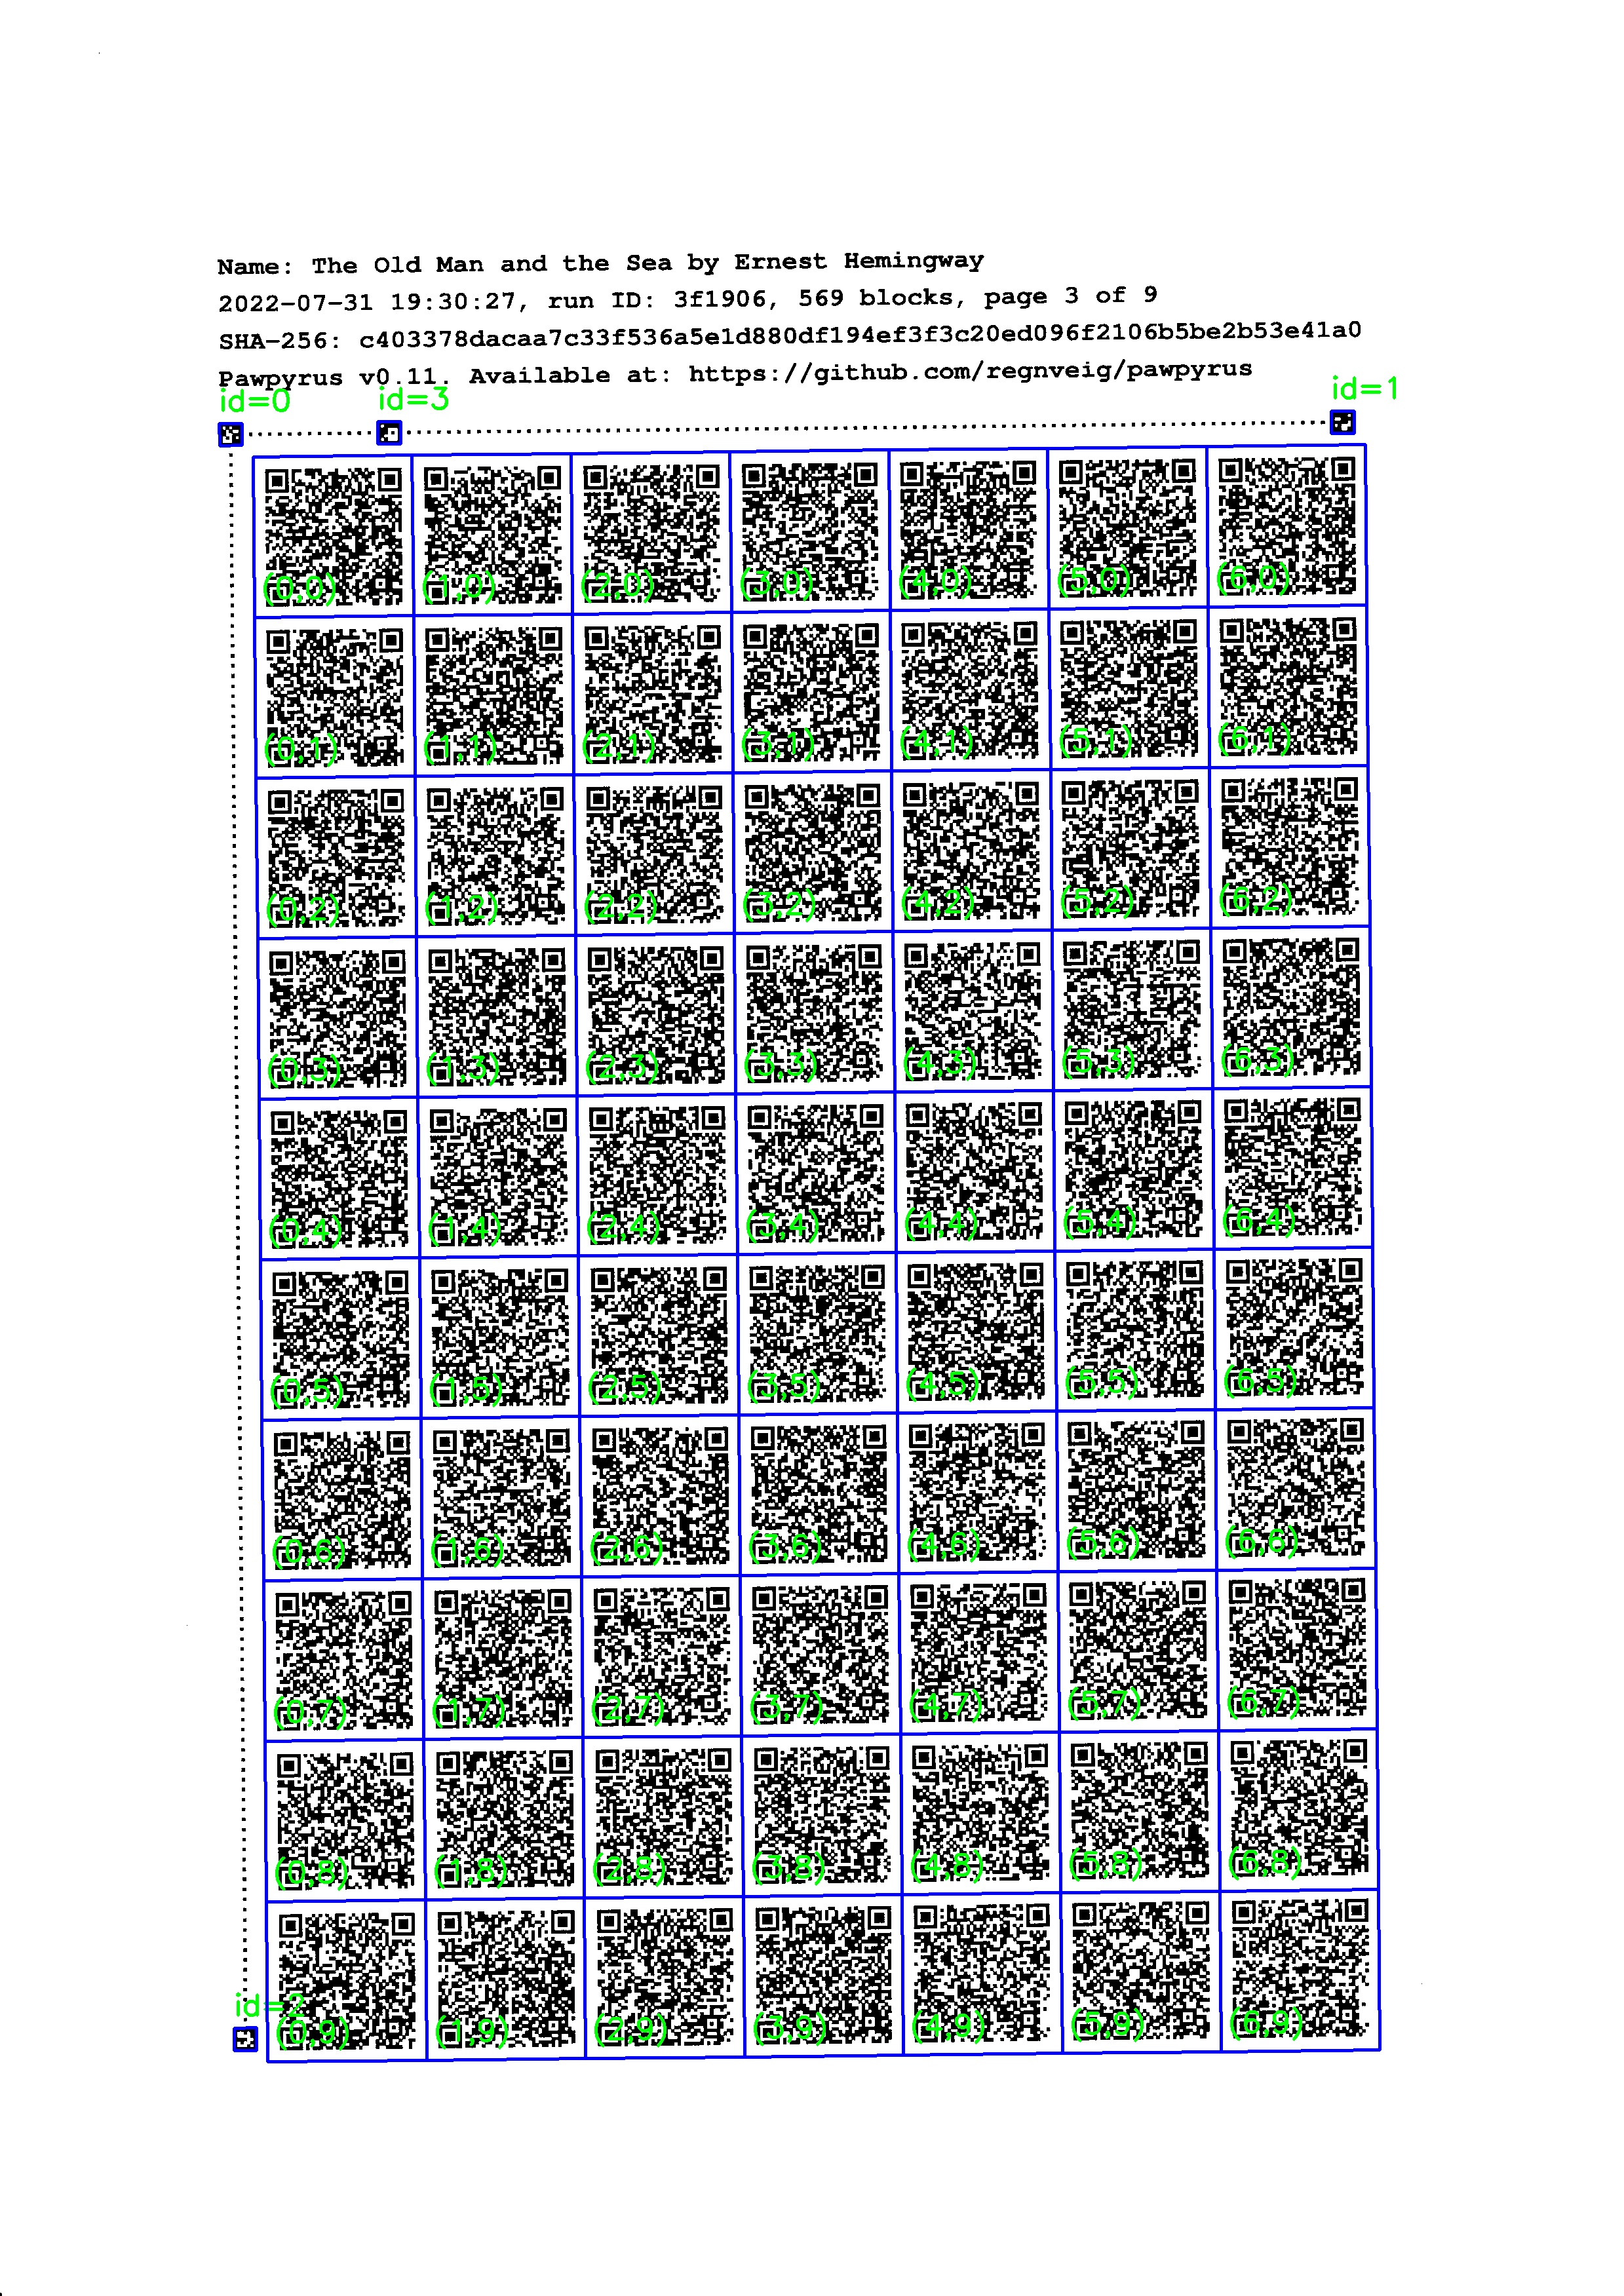 Name: The Old Man and the Sea by Ernest Hemingway
2022-07-31 19:30:27, run ID: 3f1906, 569 blocks, page 3 of 9
SHA-256: c403378dacaa7c33f536a5e1d880df194ef3f3c20ed096f2106b5be2b53e41a0
Pawpyrus v0.11. Available at: https://github.com/regnveig/pawpyrus
id=0 id=3 id=1
(0,0) (1,0) (2,0) (3,0) (4,0) (5,0) (6,0)
(0,1) (1,1) (2,1) (3,1) (4,1) (5,1) (6,1)
(0,2) (1,2) (2,2) (3,2) (4,2) (5,2) (6,2)
(0,3) (1,3) (2,3) (3,3) (4,3) (5,3) (6,3)
(0,4) (1,4) (2,4) (3,4) (4,4) (5,4) (6,4)
(0,5) (1,5) (2,5) (3,5) (4,5) (5,5) (6,5)
(0,6) (1,6) (2,6) (3,6) (4,6) (5,6) (6,6)
(0,7) (1,7) (2,7) (3,7) (4,7) (5,7) (6,7)
(0,8) (1,8) (2,8) (3,8) (4,8) (5,8) (6,8)
id=2
(0,9) (1,9) (2,9) (3,9) (4,9) (5,9) (6,9)